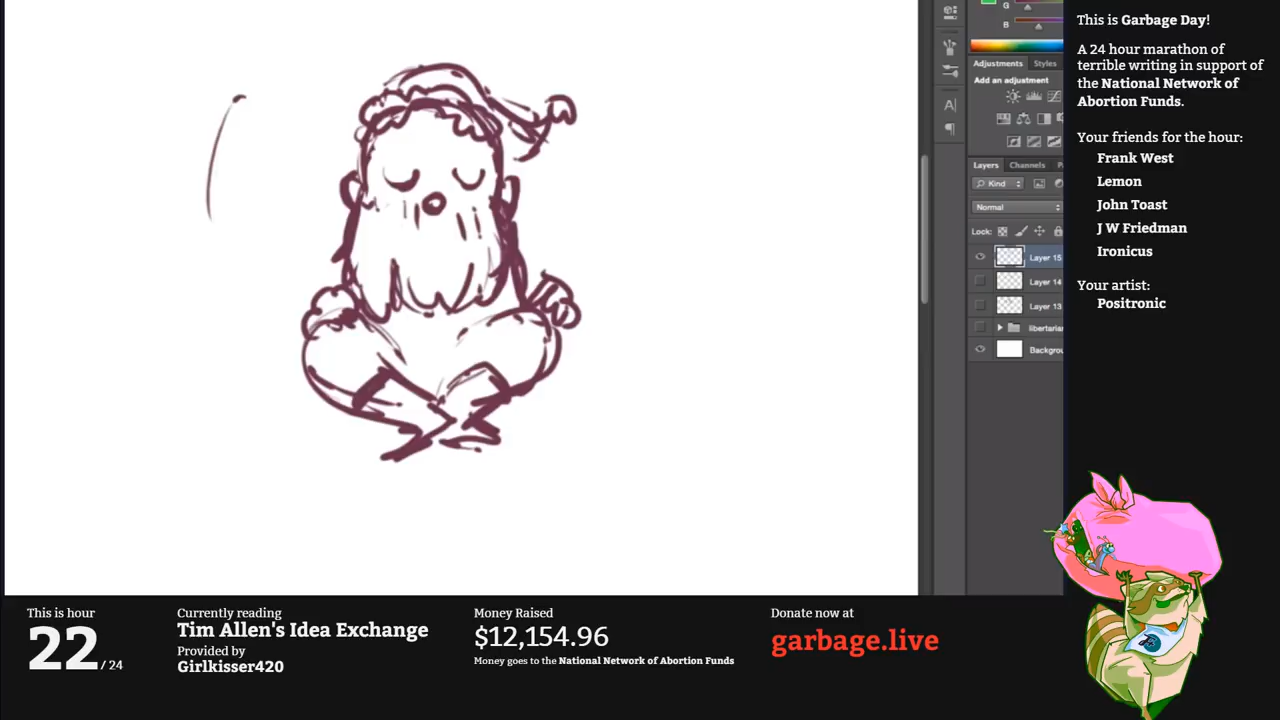 G
B
Adjustments Styles
Add an adjustment
Layers Channels
Kind
Normal
Lock:
Layer 15
Layer 14
Layer 13
libertaria
Backgrou
This is Garbage Day!
A 24 hour marathon of
terrible writing in support of
the National Network of
Abortion Funds.
Your friends for the hour:
Frank West
Lemon
John Toast
J W Friedman
Ironicus
Your artist:
Positronic
This is hour
22 / 24
Currently reading
Tim Allen's Idea Exchange
Provided by
Girlkisser420
Money Raised
$12,154.96
Money goes to the National Network of Abortion Funds
Donate now at
garbage.live